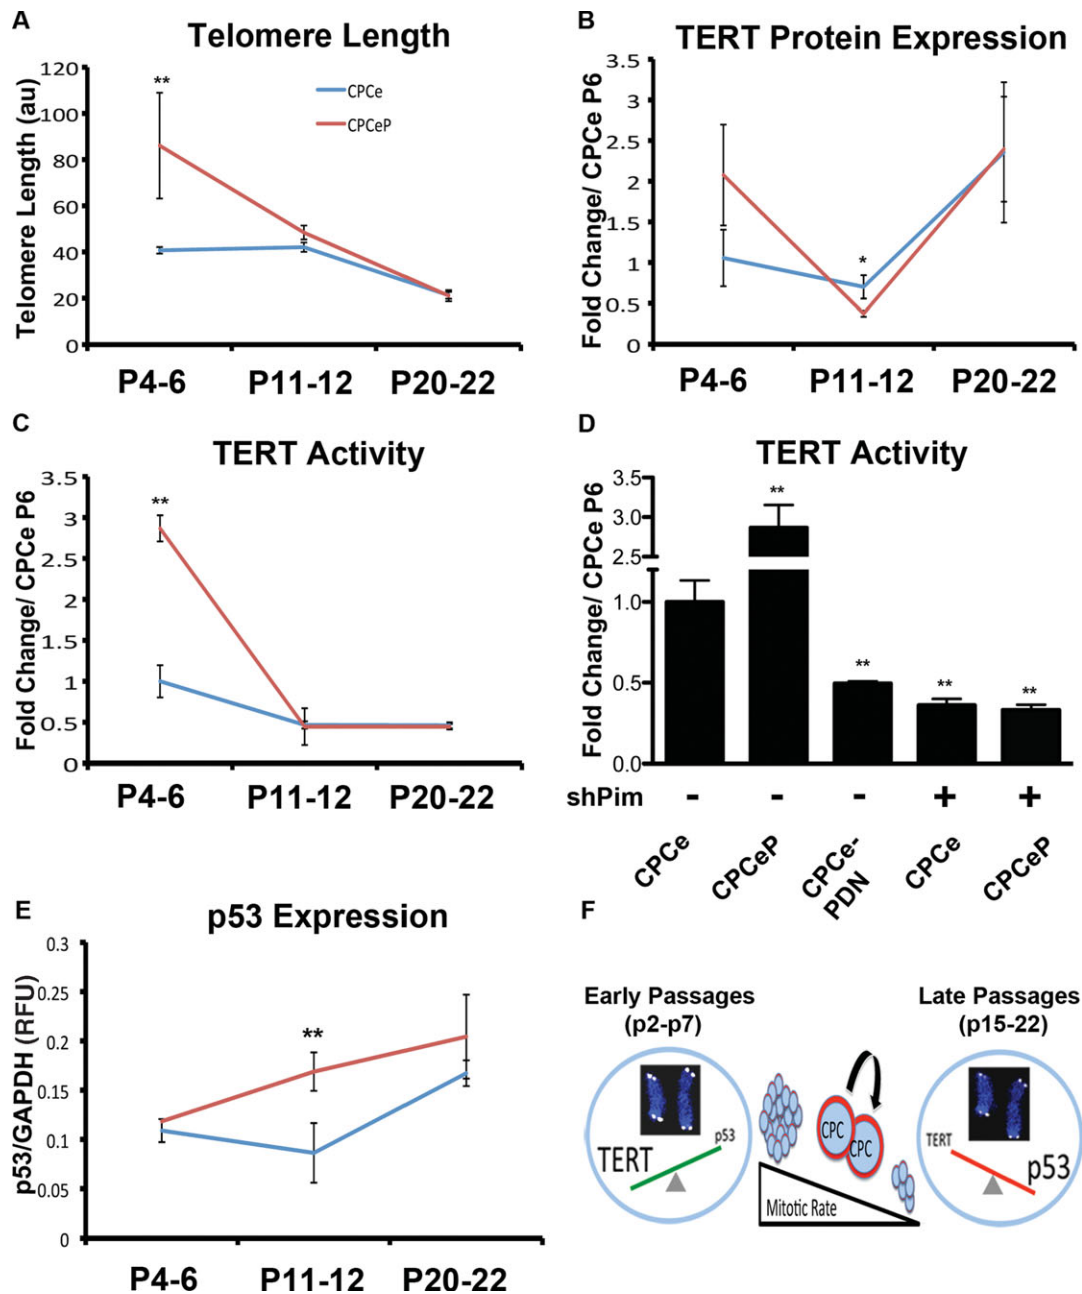 A
Telomere Length
Telomere Length (au)
120
100
80
60
40
20
0
**
CPCe
CPCeP
P4-6 P11-12 P20-22
B
TERT Protein Expression
Fold Change/ CPCe P6
3.5
3
2.5
2
1.5
1
0.5
0
*
P4-6 P11-12 P20-22
C
TERT Activity
Fold Change/ CPCe P6
3.5
3
2.5
2
1.5
1
0.5
0
**
P4-6 P11-12 P20-22
D
TERT Activity
Fold Change/ CPCe P6
3.5
3.0
2.5
1.0
0.5
0.0
**
**
**
**
shPim - - - + +
CPCe
CPCeP
CPCe-
PDN
CPCe
CPCeP
E
p53 Expression
p53/GAPDH (RFU)
0.3
0.25
0.2
0.15
0.1
0.05
0
**
P4-6 P11-12 P20-22
F
Early Passages
(p2-p7)
TERT
p53
CPC
CPC
Mitotic Rate
Late Passages
(p15-22)
TERT
p53